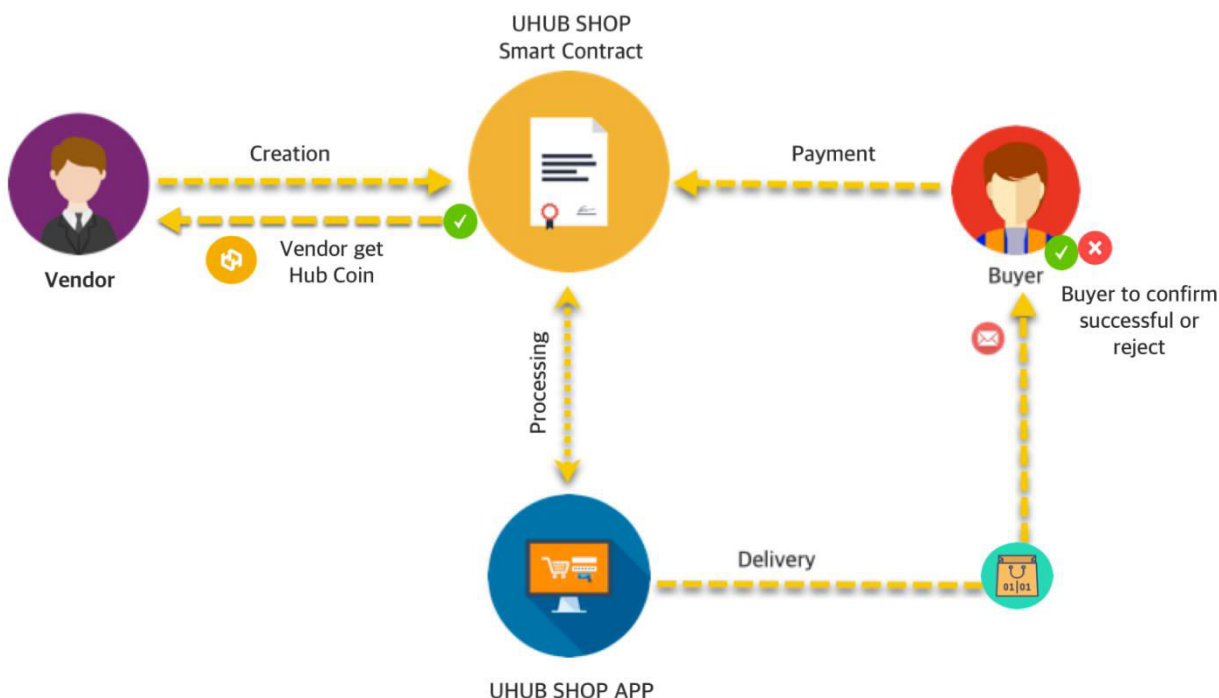 UHUB SHOP
Smart Contract
Creation
Payment
Vendor get
Hub Coin
Vendor
Buyer
Buyer to confirm
successful or
reject
Processing
Delivery
01|01
UHUB SHOP APP